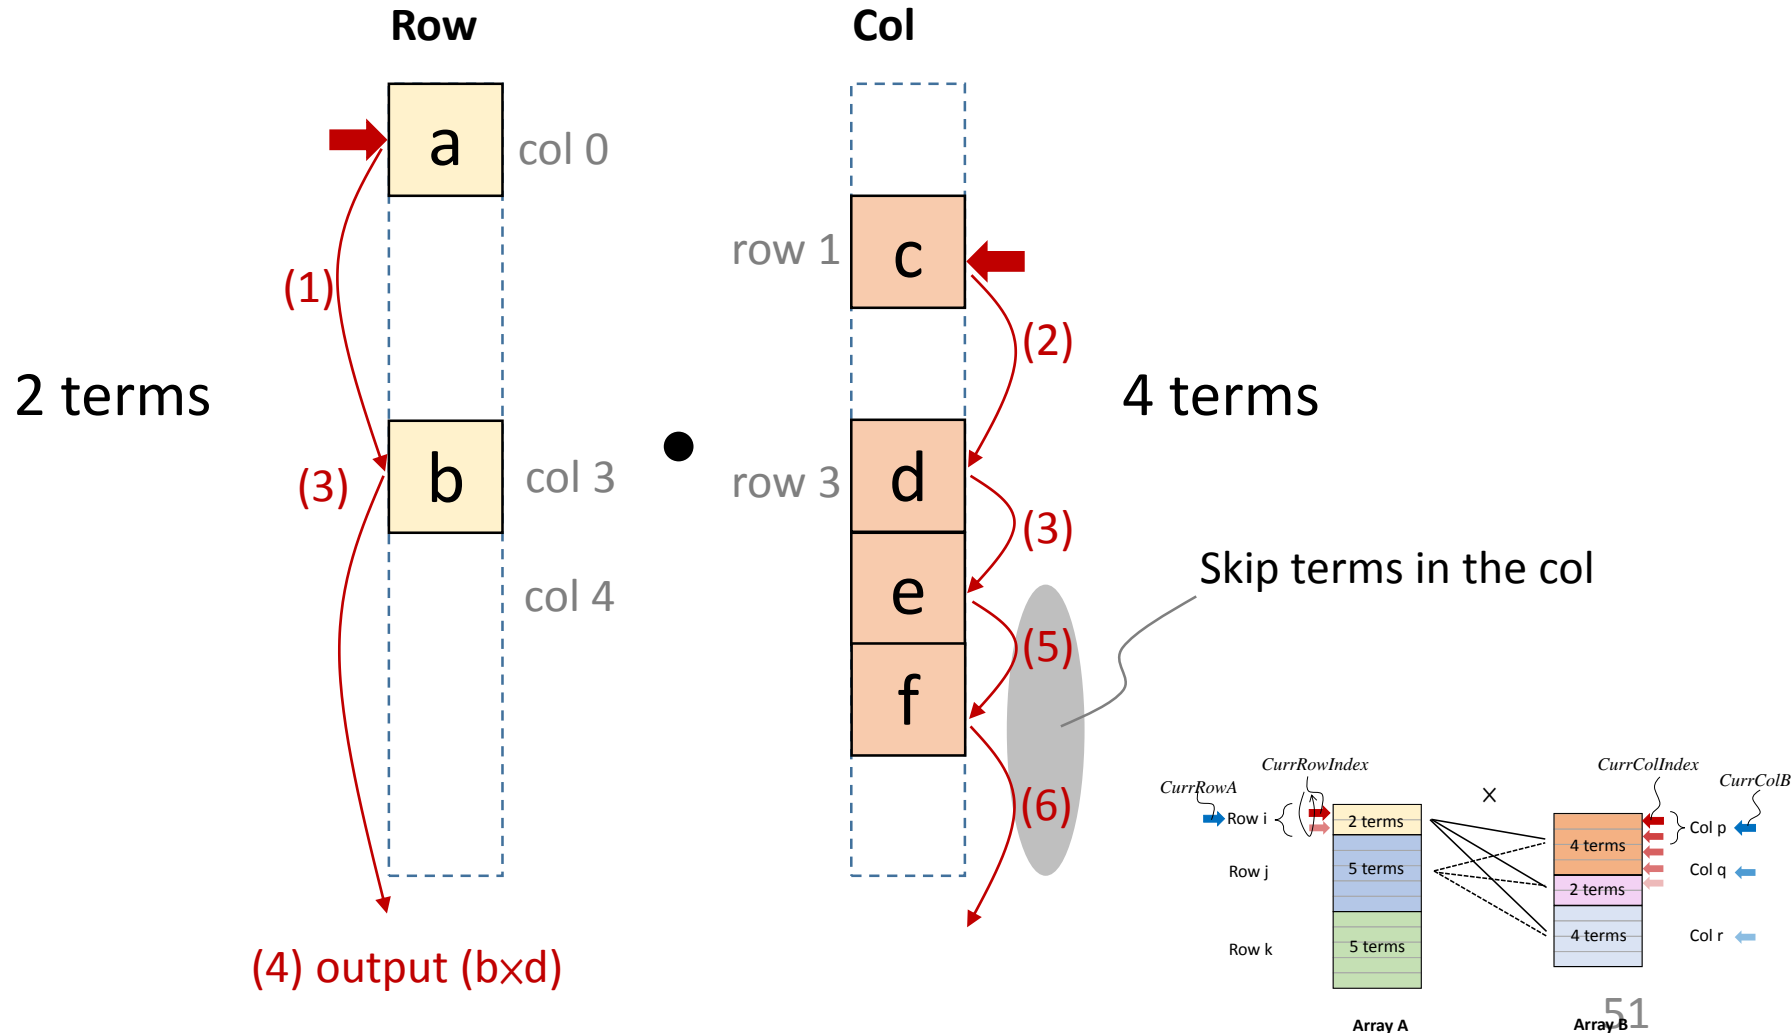 Row
Col
a
col 0
row 1
c
(1)
(2)
2 terms
4 terms
b
col 3
row 3
d
(3)
(3)
col 4
e
Skip terms in the col
(5)
f
(6)
(4) output (b×d)
CurrRowA
CurrRowIndex
×
CurrColIndex
CurrColB
Row i
2 terms
4 terms
Col p
Row j
5 terms
2 terms
Col q
Row k
5 terms
4 terms
Col r
Array A
Array B
51